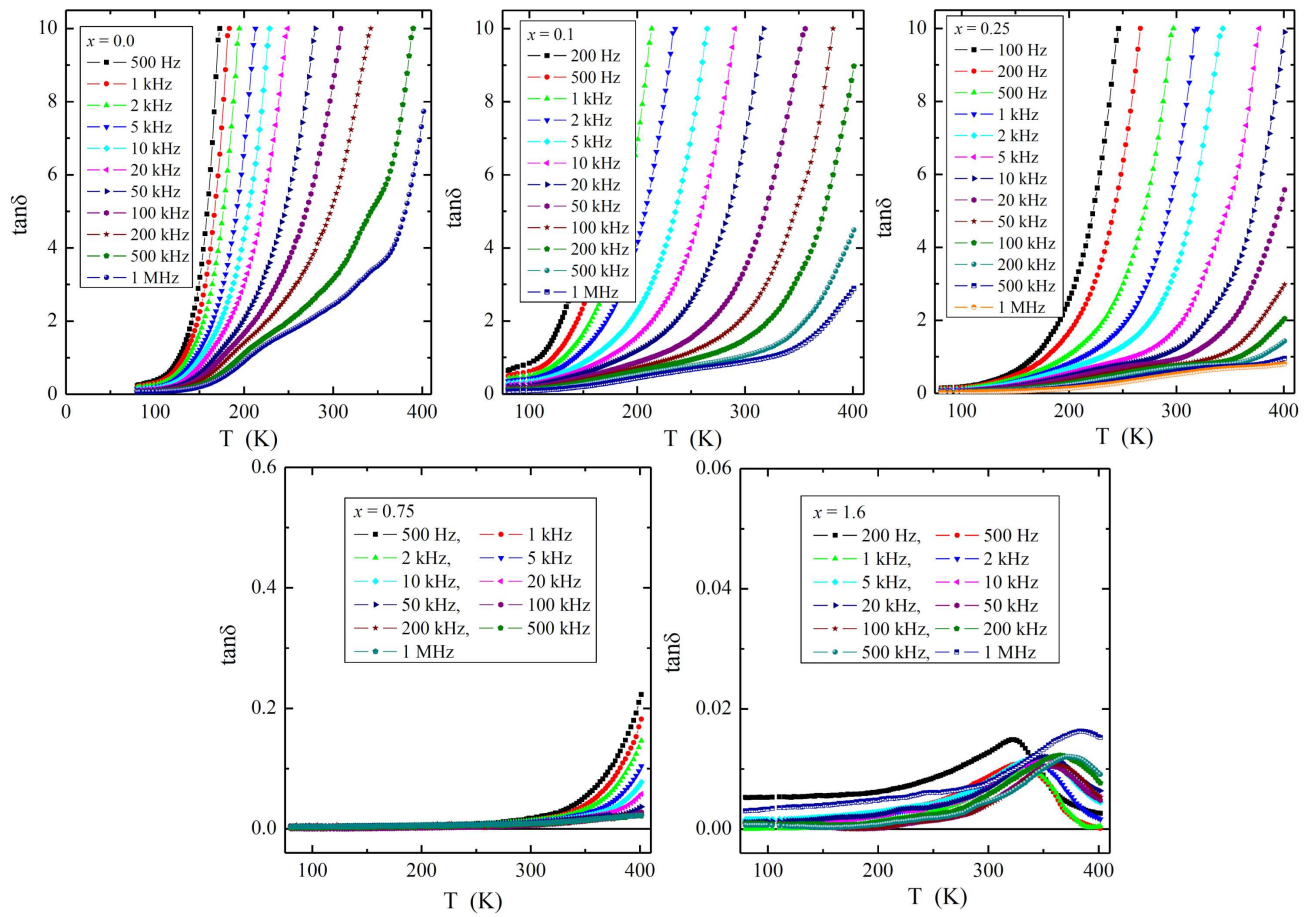 x = 0.0
500 Hz
1 kHz
2 kHz
5 kHz
10 kHz
20 kHz
50 kHz
100 kHz
200 kHz
500 kHz
1 MHz
tanδ
10
8
6
4
2
0
0
100
200
300
400
T (K)
x = 0.1
200 Hz
500 Hz
1 kHz
2 kHz
5 kHz
10 kHz
20 kHz
50 kHz
100 kHz
200 kHz
500 kHz
1 MHz
tanδ
10
8
6
4
2
0
100
200
300
400
T (K)
x = 0.25
100 Hz
200 Hz
500 Hz
1 kHz
2 kHz
5 kHz
10 kHz
20 kHz
50 kHz
100 kHz
200 kHz
500 kHz
1 MHz
tanδ
10
8
6
4
2
0
100
200
300
400
T (K)
x = 0.75
500 Hz, 1 kHz
2 kHz, 5 kHz
10 kHz, 20 kHz
50 kHz, 100 kHz
200 kHz, 500 kHz
1 MHz
tanδ
0.6
0.4
0.2
0.0
100
200
300
400
T (K)
x = 1.6
200 Hz, 500 Hz
1 kHz, 2 kHz
5 kHz, 10 kHz
20 kHz, 50 kHz
100 kHz, 200 kHz
500 kHz, 1 MHz
tanδ
0.06
0.04
0.02
0.00
100
200
300
400
T (K)